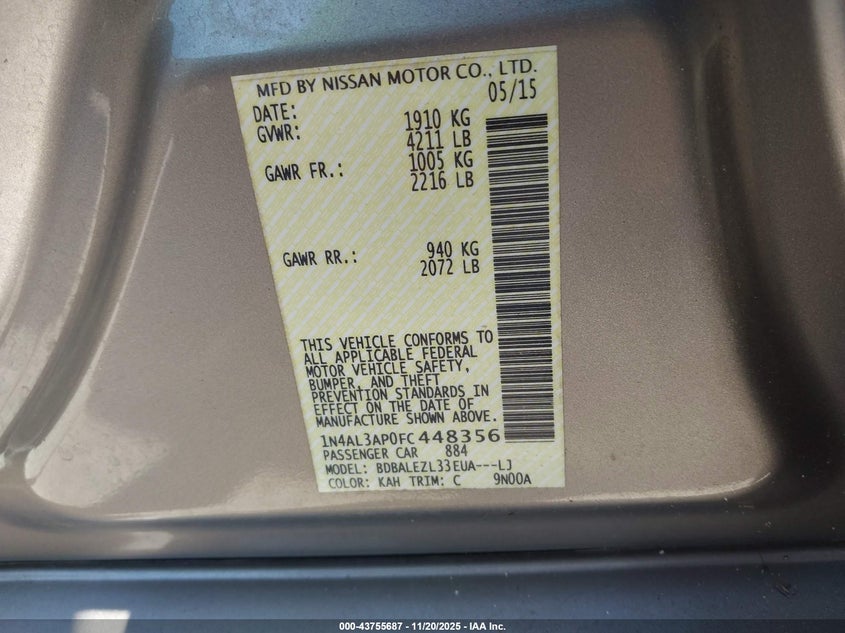 MFD BY NISSAN MOTOR CO., LTD.
DATE: 05/15
GVWR: 1910 KG
4211 LB
GAWR FR.: 1005 KG
2216 LB
GAWR RR.: 940 KG
2072 LB
THIS VEHICLE CONFORMS TO
ALL APPLICABLE FEDERAL
MOTOR VEHICLE SAFETY,
BUMPER, AND THEFT
PREVENTION STANDARDS IN
EFFECT ON THE DATE OF
MANUFACTURE SHOWN ABOVE.
1N4AL3AP0FC448356
PASSENGER CAR 884
MODEL: BDBALEZL33EUA---LJ
COLOR: KAH TRIM: C 9N00A
000-43755687 - 11/20/2025 - IAA Inc.